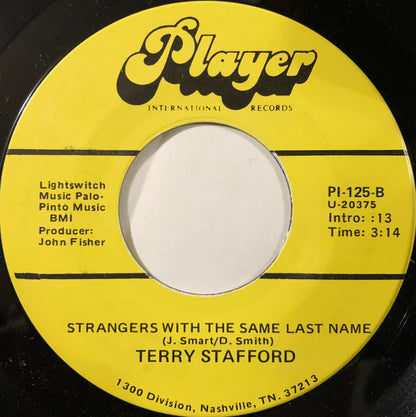 Player
INTERNATIONAL RECORDS
Lightswitch
Music Palo-
Pinto Music
BMI
Producer:
John Fisher
PI-125-B
U-20375
Intro: :13
Time: 3:14
STRANGERS WITH THE SAME LAST NAME
(J. Smart/D. Smith)
TERRY STAFFORD
1300 Division, Nashville, TN. 37213